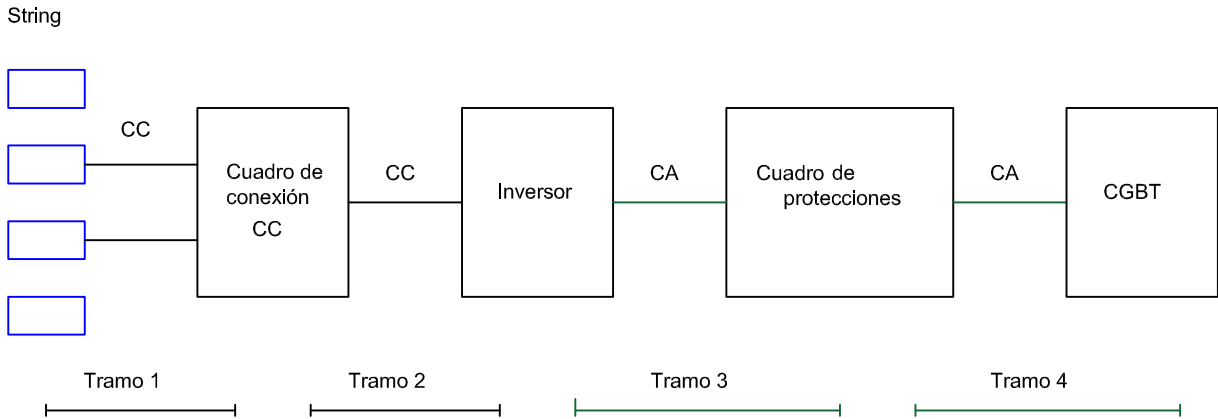 String
CC
Cuadro de
conexión
CC
CC
Inversor
CA
Cuadro de
protecciones
CA
CGBT
Tramo 1
Tramo 2
Tramo 3
Tramo 4